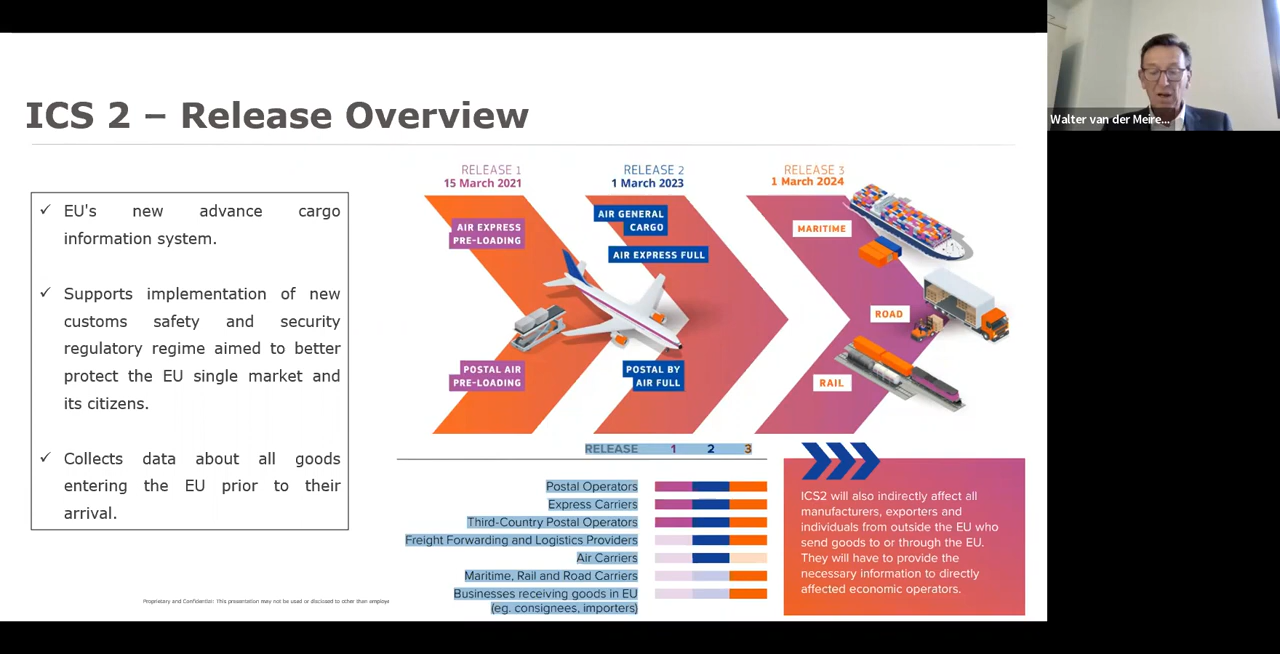 ICS 2 – Release Overview
✓ EU's new advance cargo
information system.
✓ Supports implementation of new
customs safety and security
regulatory regime aimed to better
protect the EU single market and
its citizens.
✓ Collects data about all goods
entering the EU prior to their
arrival.
RELEASE 1
15 March 2021
RELEASE 2
1 March 2023
RELEASE 3
1 March 2024
AIR EXPRESS
PRE-LOADING
POSTAL AIR
PRE-LOADING
AIR GENERAL
CARGO
AIR EXPRESS FULL
POSTAL BY
AIR FULL
MARITIME
ROAD
RAIL
RELEASE 1 2 3
Postal Operators
Express Carriers
Third-Country Postal Operators
Freight Forwarding and Logistics Providers
Air Carriers
Maritime, Rail and Road Carriers
Businesses receiving goods in EU
(eg. consignees, importers)
ICS2 will also indirectly affect all
manufacturers, exporters and
individuals from outside the EU who
send goods to or through the EU.
They will have to provide the
necessary information to directly
affected economic operators.
Proprietary and Confidential: This presentation may not be used or disclosed to other than employe
Walter van der Meire...